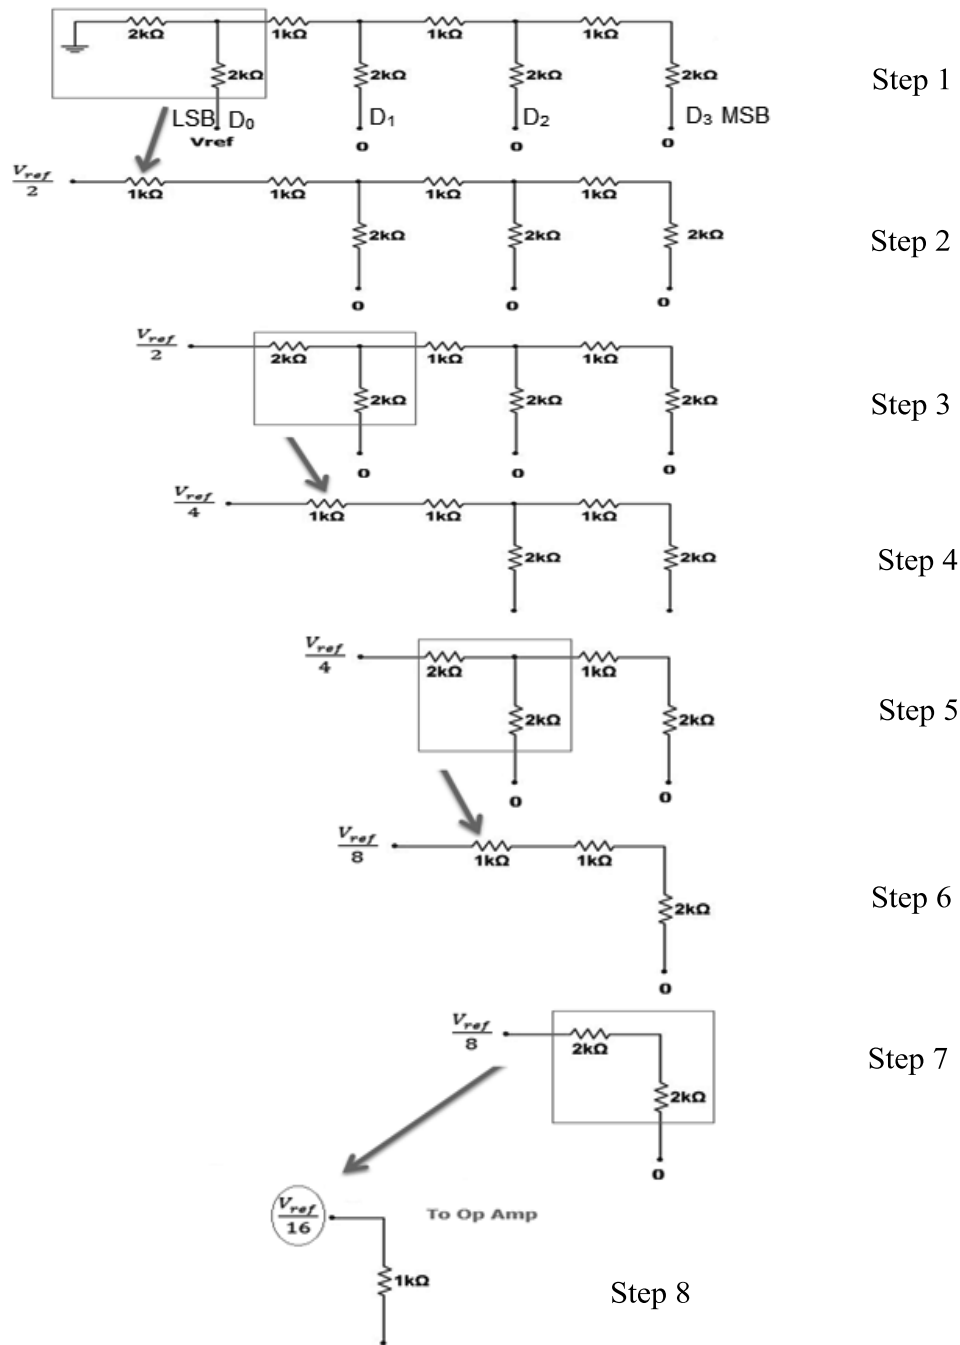 2kΩ 1kΩ 1kΩ 1kΩ
2kΩ 2kΩ 2kΩ 2kΩ Step 1
LSB D₀ D₁ D₂ D₃ MSB
Vref 0 0 0
Vref/2 1kΩ 1kΩ 1kΩ 1kΩ
2kΩ 2kΩ 2kΩ Step 2
0 0 0
Vref/2 2kΩ 1kΩ 1kΩ
2kΩ 2kΩ 2kΩ Step 3
0 0 0
Vref/4 1kΩ 1kΩ 1kΩ
2kΩ 2kΩ Step 4
Vref/4 2kΩ 1kΩ
2kΩ 2kΩ Step 5
0 0
Vref/8 1kΩ 1kΩ
2kΩ Step 6
0
Vref/8 2kΩ
2kΩ Step 7
0
Vref/16 To Op Amp
1kΩ Step 8